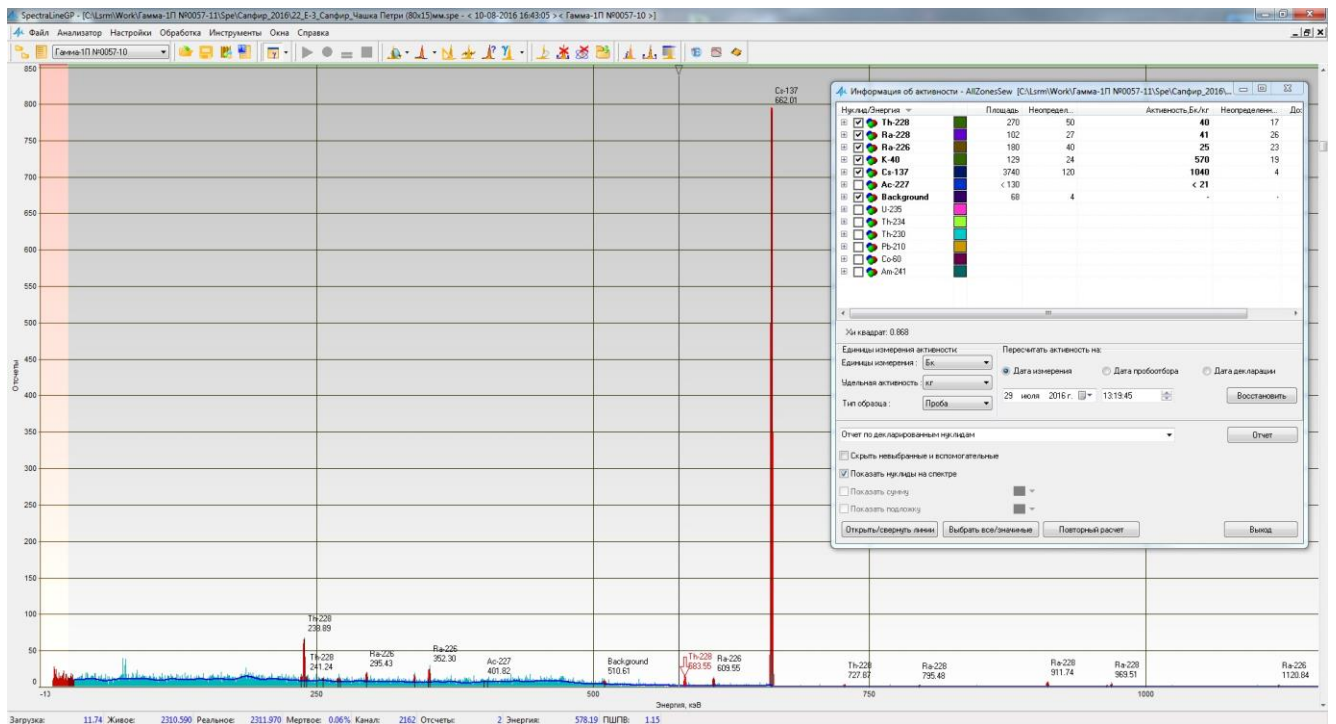 SpectraLineGP - [C:\Lsrm\Work\Гамма-1П №0057-11\Spe\Сапфир_2016\22_E-3_Сапфир_Чашка Петри (80x15)мм.spe - < 10-08-2016 16:43:05 > < Гамма-1П №0057-10 >]
Файл Анализатор Настройки Обработка Инструменты Окна Справка
Гамма-1П №0057-10
850
800
750
700
650
600
550
500
450
400
350
300
250
200
150
100
50
0
Отсчеты
Cs-137
662.01
Th-228
238.89
Th-228
241.24
Ra-226
295.43
Ra-226
352.30
Ac-227
401.82
Background
510.61
Th-228
583.55
Ra-226
609.55
Th-228
727.87
Ra-228
795.48
Ra-228
911.74
Ra-228
969.51
Ra-226
1120.84
-13 250 500 750 1000
Энергия, кэВ
Загрузка: 11.74 Живое: 2310.590 Реальное: 2311.970 Мертвое: 0.06% Канал: 2162 Отсчеты: 2 Энергия: 578.19 ПШПВ: 1.15
Информация об активности - AllZonesSew [C:\Lsrm\Work\Гамма-1П №0057-11\Spe\Сапфир_2016\...
Нуклид/Энергия Площадь Неопредел... Активность,Бк/кг Неопределенн... До:
Th-228 270 50 40 17
Ra-228 102 27 41 26
Ra-226 180 40 25 23
K-40 129 24 570 19
Cs-137 3740 120 1040 4
Ac-227 < 130 < 21
Background 68 4 - -
U-235
Th-234
Th-230
Pb-210
Co-60
Am-241
Хи квадрат: 0.868
Единицы измерения активности:
Единицы измерения : Бк
Удельная активность : кг
Тип образца : Проба
Пересчитать активность на:
Дата измерения Дата пробоотбора Дата декларации
29 июля 2016 г. 13:19:45 Восстановить
Отчет по декларированным нуклидам Отчет
Скрыть невыбранные и вспомогательные
Показать нуклиды на спектре
Показать сумму
Показать подложку
Открыть/свернуть линии Выбрать все/значимые Повторный расчет Выход